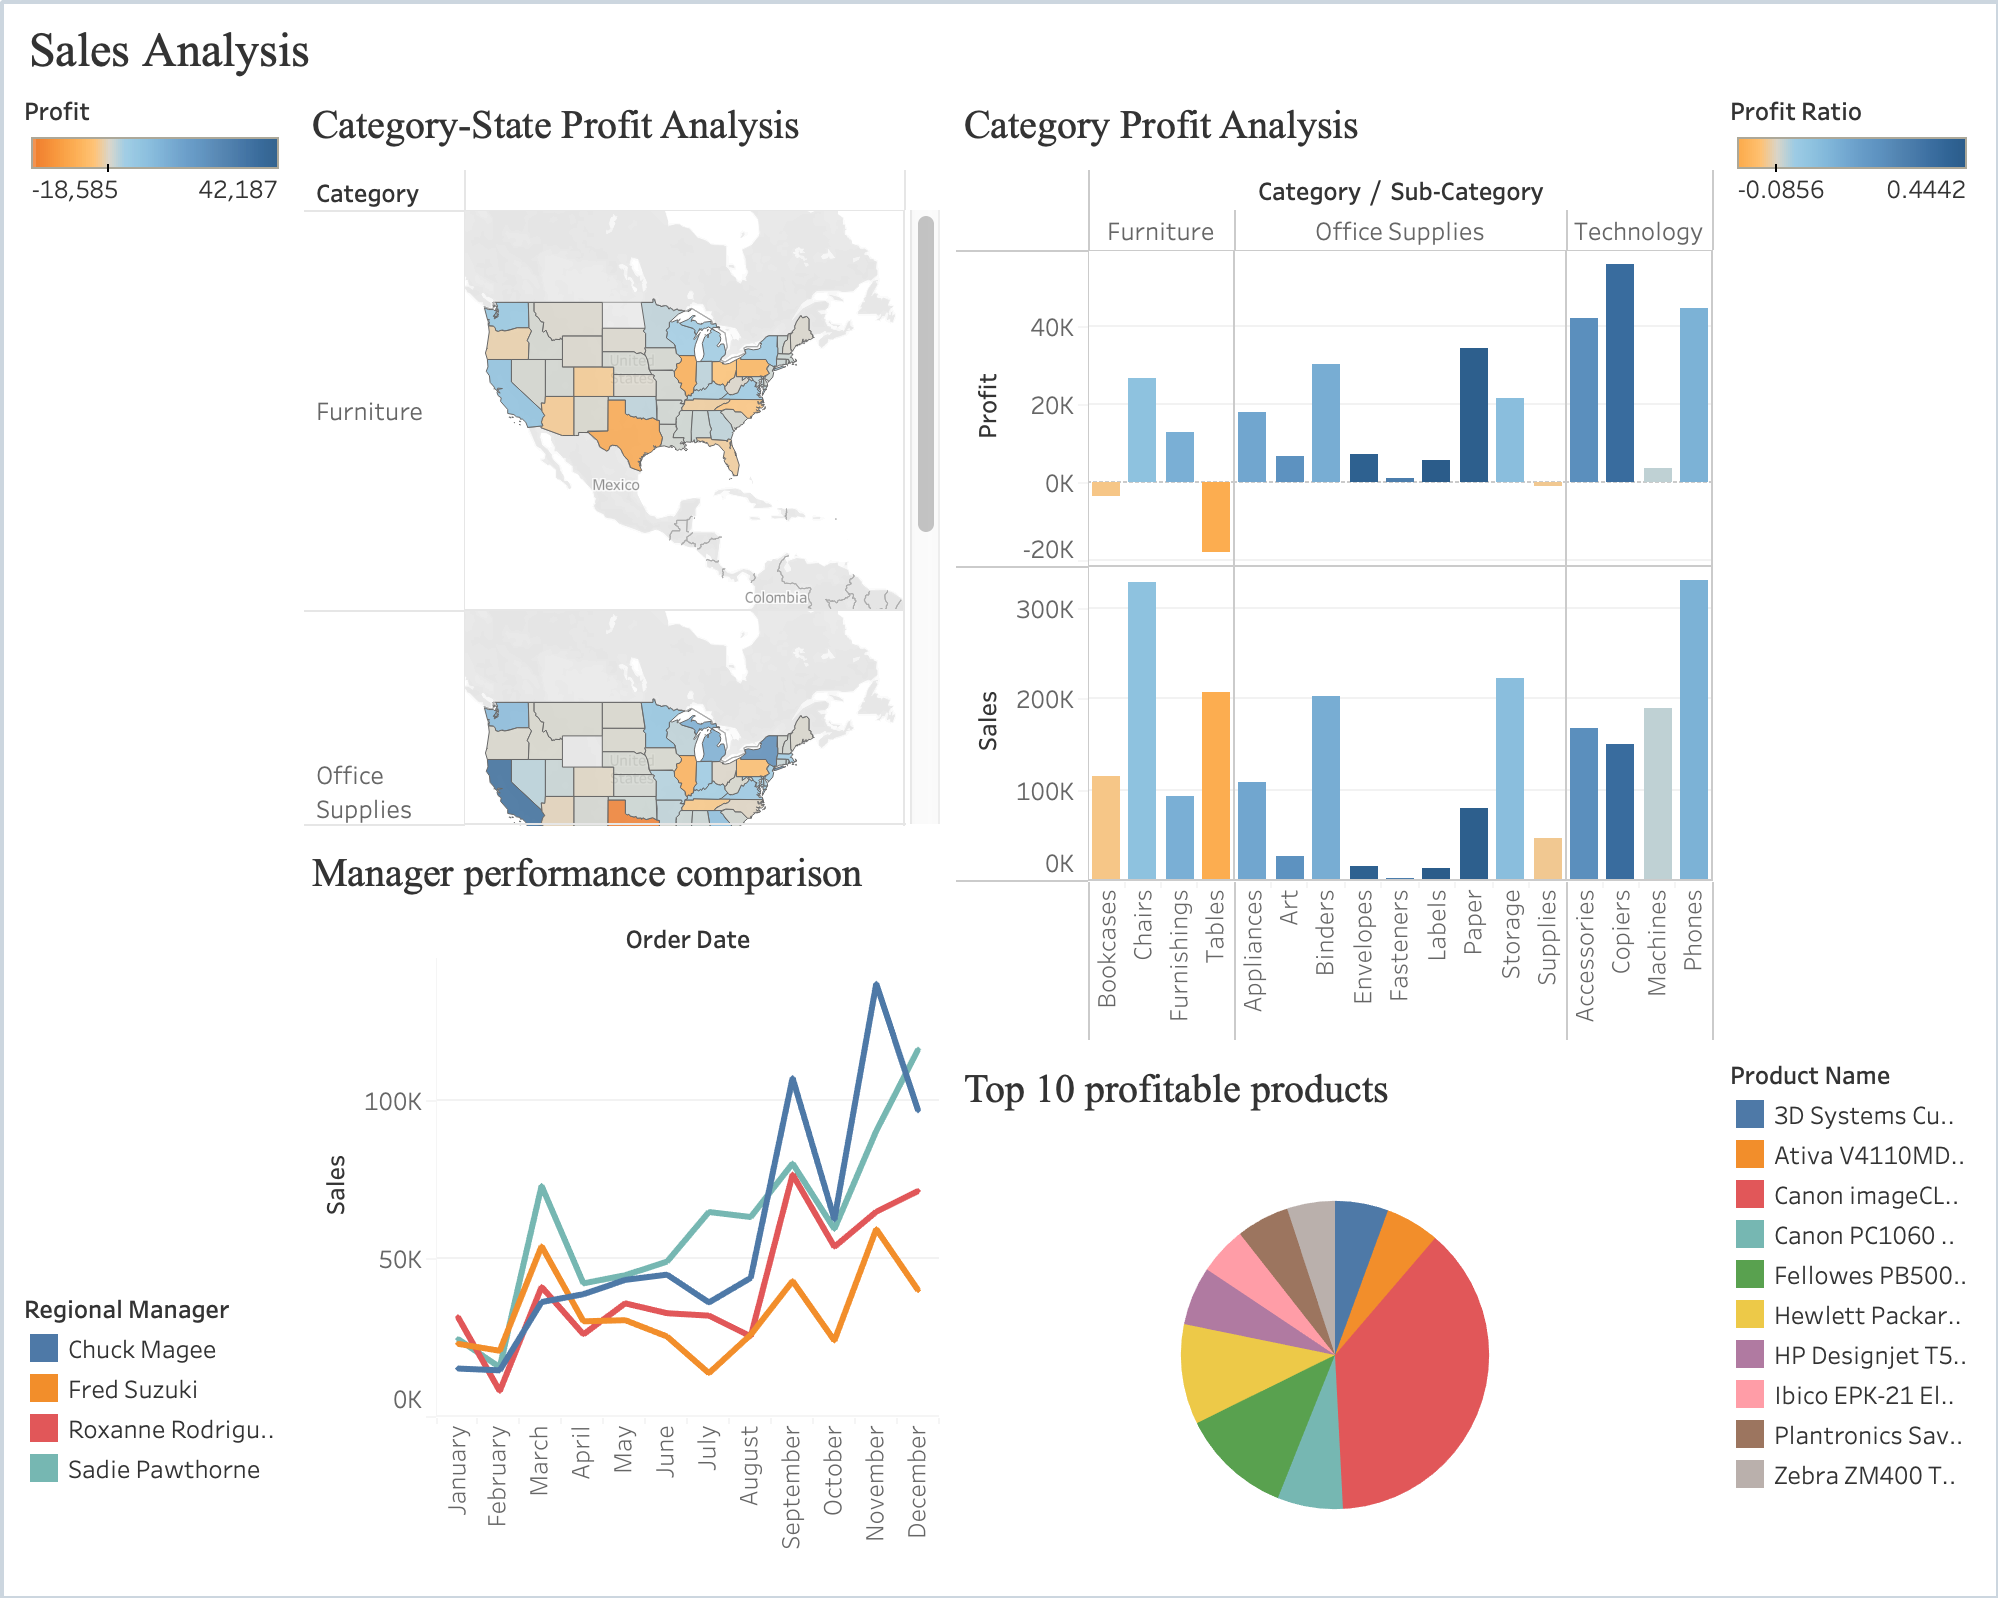 Sales Analysis
Profit
-18,585 42,187
Category-State Profit Analysis
Category
Furniture
United
States
Mexico
Colombia
Office
Supplies
United
States
Category Profit Analysis
Category / Sub-Category
Furniture Office Supplies Technology
Profit
40K
20K
0K
-20K
Sales
300K
200K
100K
0K
Bookcases
Chairs
Furnishings
Tables
Appliances
Art
Binders
Envelopes
Fasteners
Labels
Paper
Storage
Supplies
Accessories
Copiers
Machines
Phones
Profit Ratio
-0.0856 0.4442
Manager performance comparison
Order Date
Sales
100K
50K
0K
January
February
March
April
May
June
July
August
September
October
November
December
Regional Manager
Chuck Magee
Fred Suzuki
Roxanne Rodrigu..
Sadie Pawthorne
Top 10 profitable products
Product Name
3D Systems Cu..
Ativa V4110MD..
Canon imageCL..
Canon PC1060 ..
Fellowes PB500..
Hewlett Packar..
HP Designjet T5..
Ibico EPK-21 El..
Plantronics Sav..
Zebra ZM400 T..